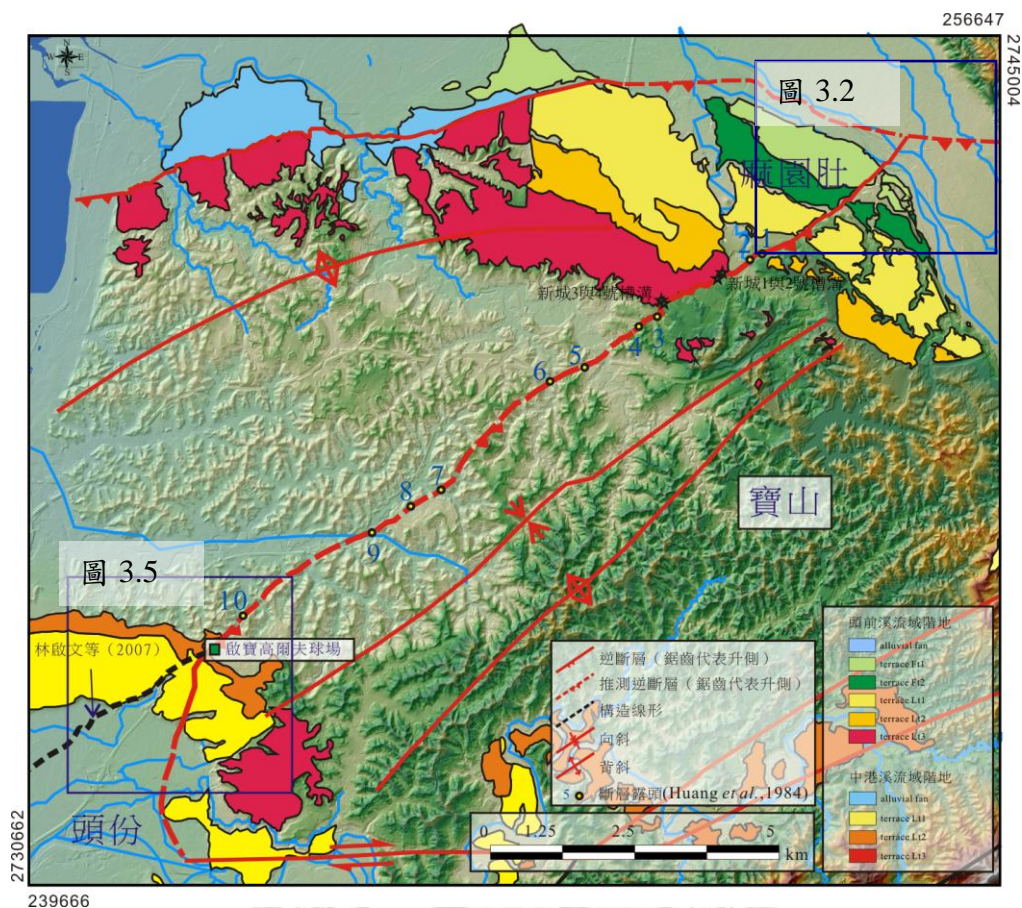 256647
2745004
N
W
E
S
圖 3.2
麻園肚
2
1
新城1與2號槽溝
新城3與4號槽溝
3
4
5
6
7
8
9
寶山
圖 3.5
10
林啟文等（2007）
啟寶高爾夫球場
頭份
逆斷層（鋸齒代表升側）
推測逆斷層（鋸齒代表升側）
構造線形
向斜
背斜
5 斷層露頭(Huang et al.,1984)
0 1.25 2.5 5
km
頭前溪流域階地
alluvial fan
terrace Ft1
terrace Ft2
terrace Lt1
terrace Lt2
terrace Lt3
中港溪流域階地
alluvial fan
terrace Lt1
terrace Lt2
terrace Lt3
2730662
239666